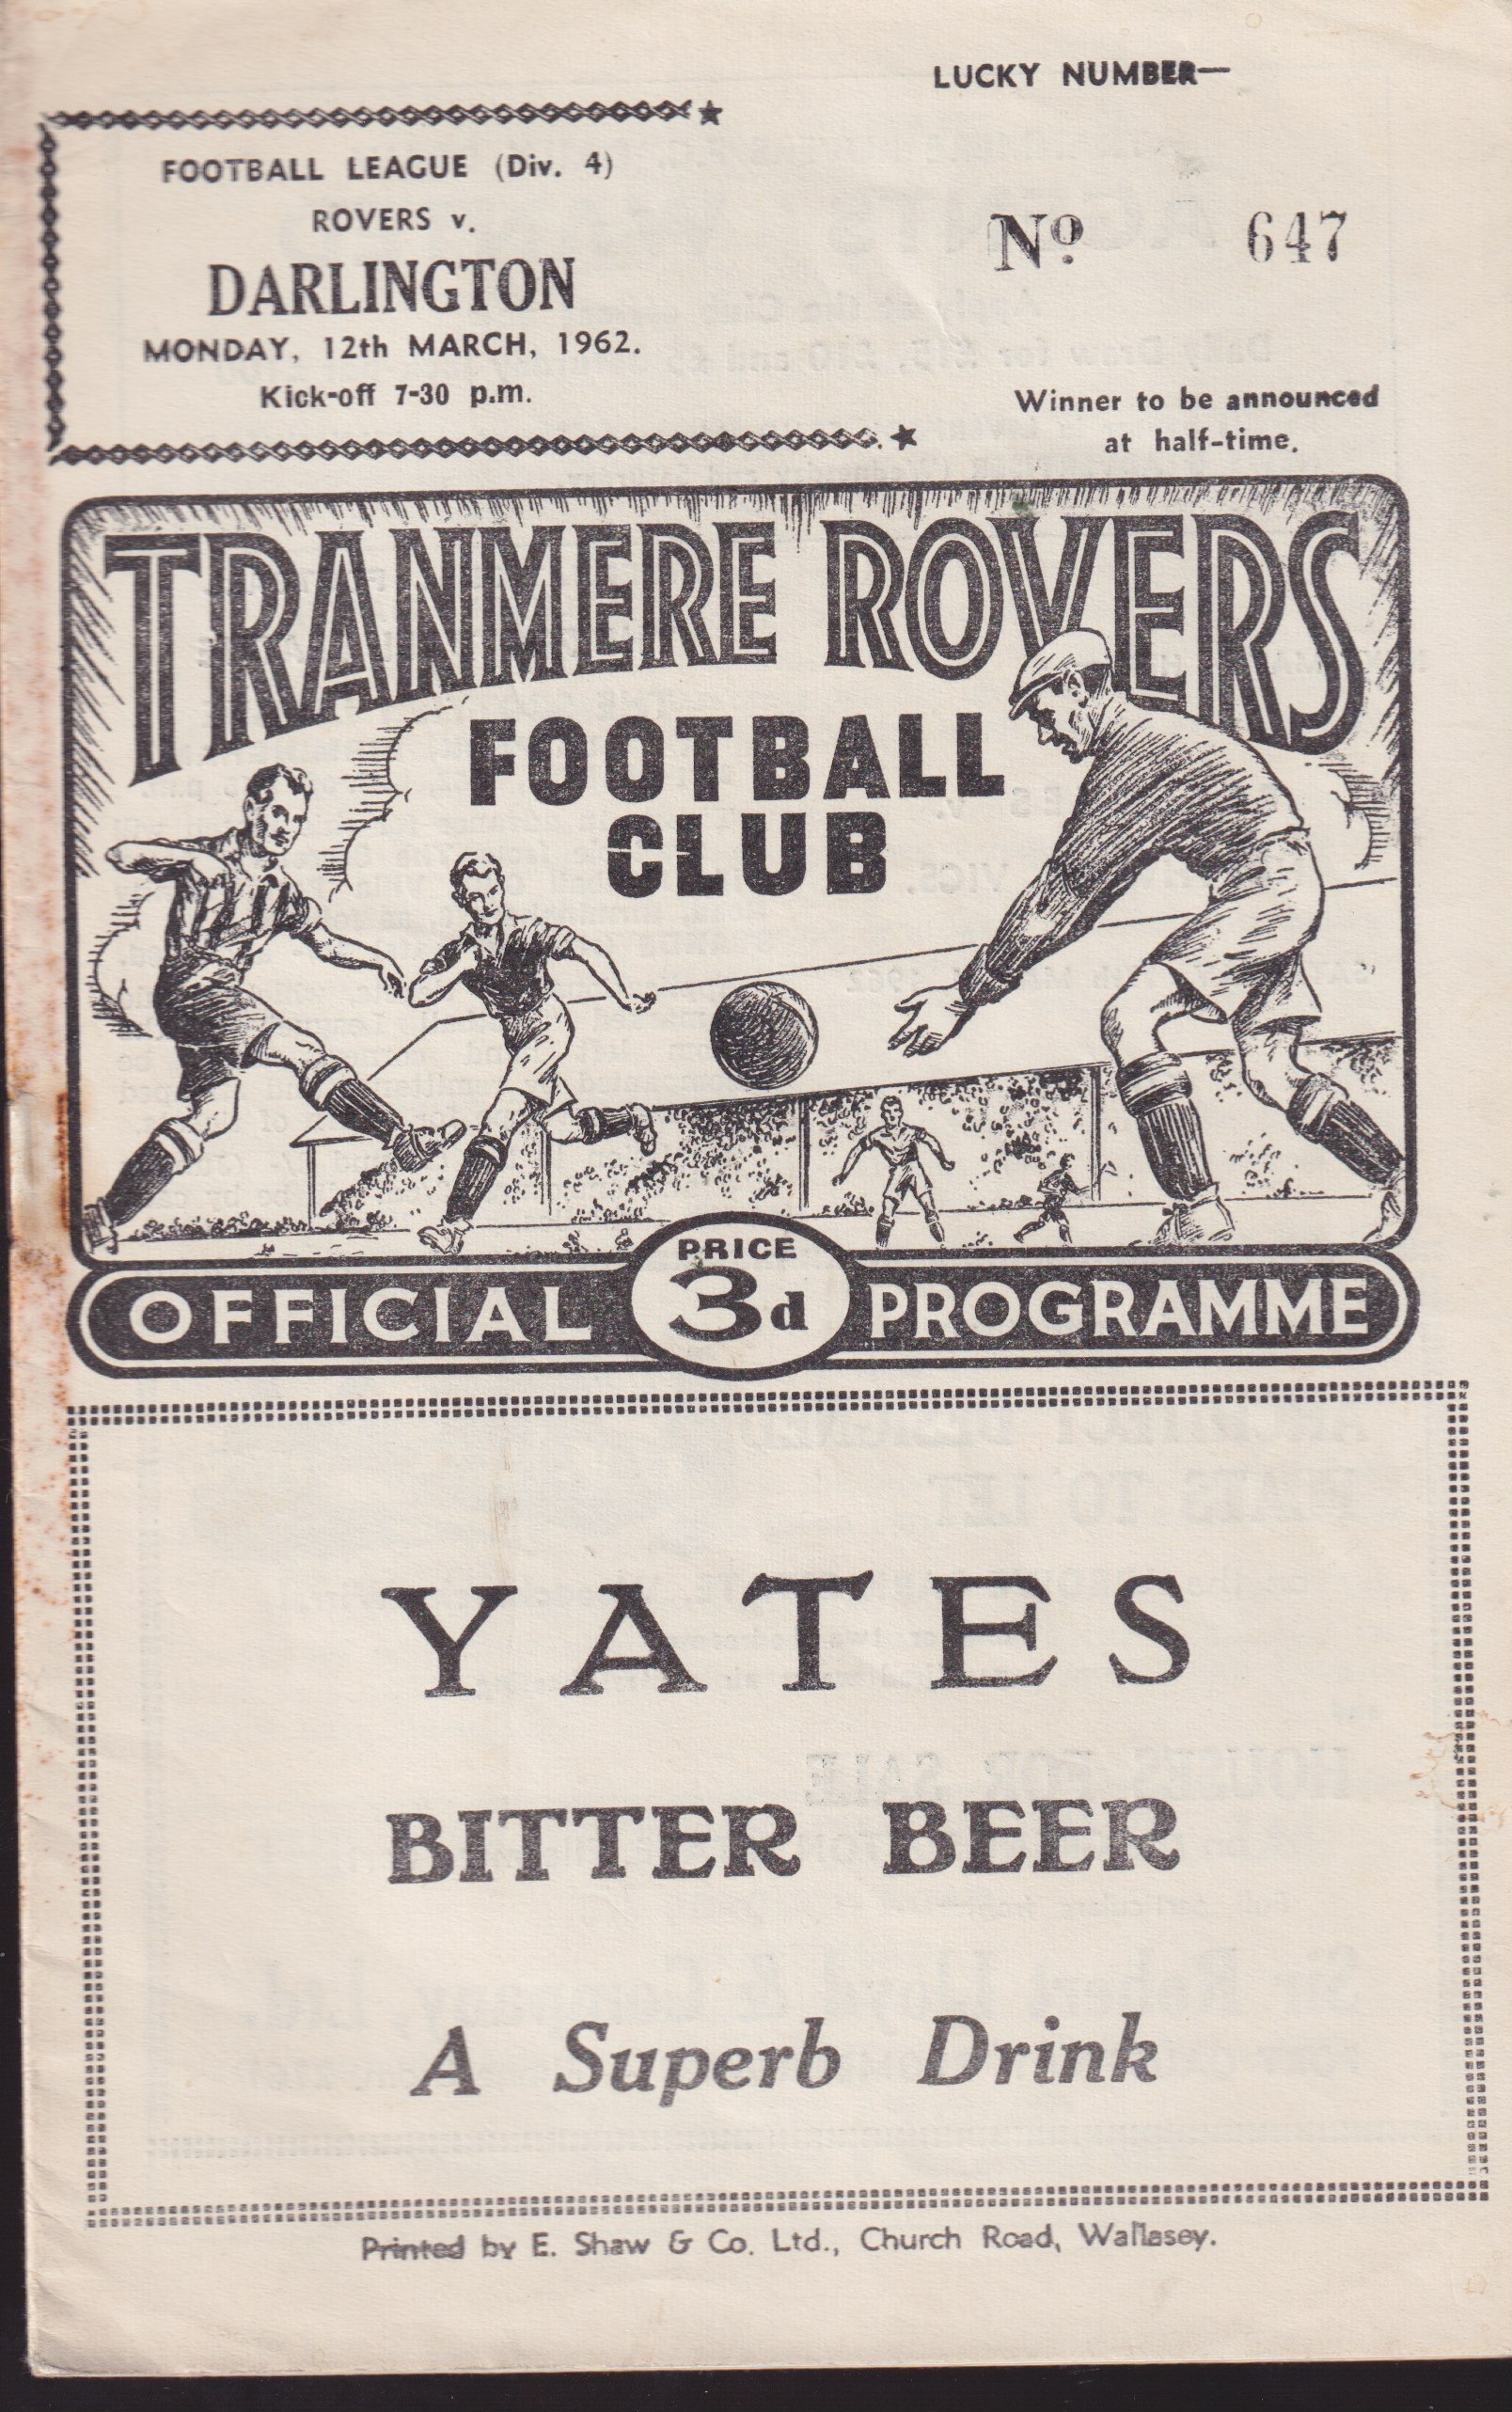 LUCKY NUMBER—
FOOTBALL LEAGUE (Div. 4)
ROVERS v.
DARLINGTON
MONDAY, 12th MARCH, 1962.
Kick-off 7-30 p.m.
Nº 647
Winner to be announced
at half-time.
TRANMERE ROVERS
FOOTBALL
CLUB
OFFICIAL PRICE 3d PROGRAMME
YATES
BITTER BEER
A Superb Drink
Printed by E. Shaw & Co. Ltd., Church Road, Wallasey.